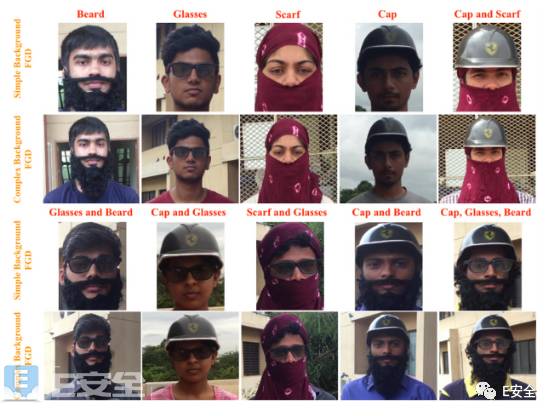 Beard Glasses Scarf Cap Cap and Scarf
Simple Background
FGD
Complex Background
FGD
Glasses and Beard Cap and Glasses Scarf and Glasses Cap and Beard Cap, Glasses, Beard
Simple Background
FGD
Background
FGD
E安全
E安全